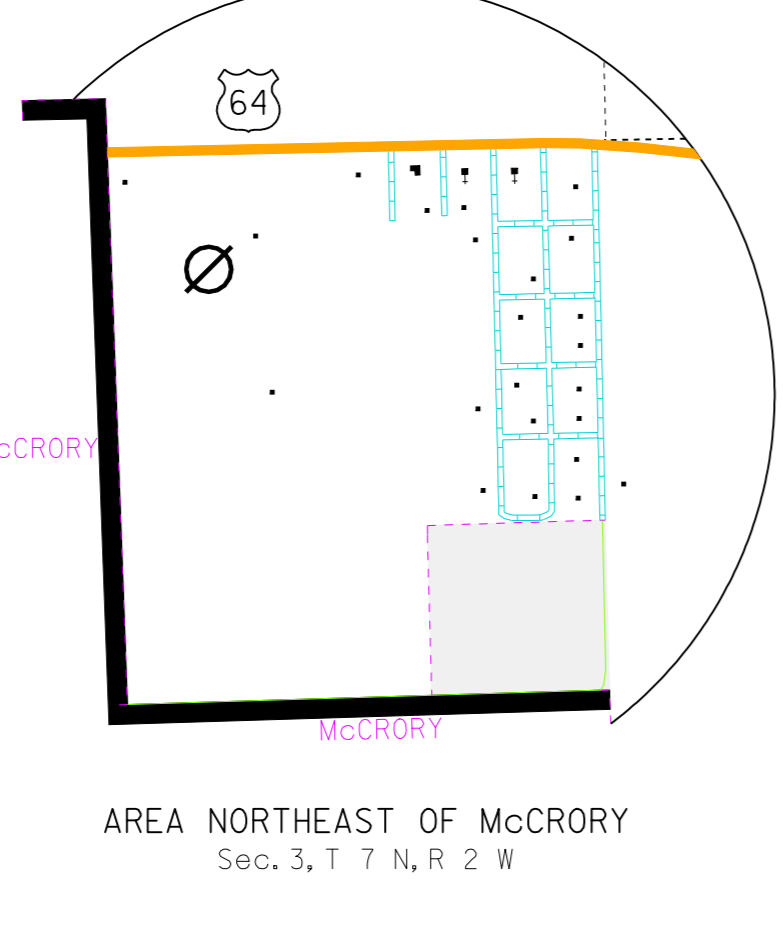 64
cCRORY
McCRORY
AREA NORTHEAST OF McCRORY
Sec. 3, T 7 N, R 2 W